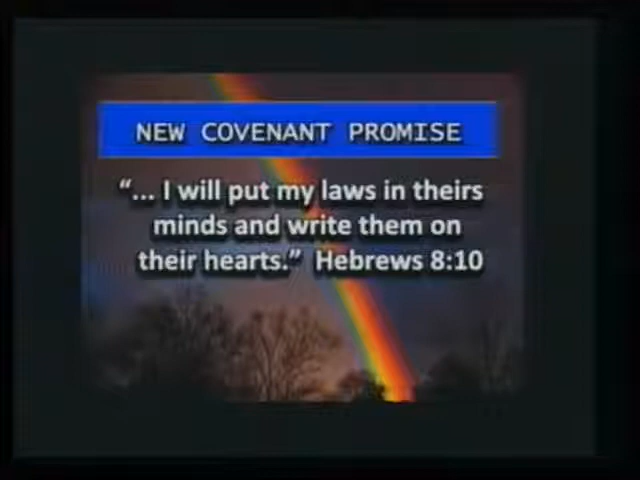 NEW COVENANT PROMISE
“... I will put my laws in theirs
minds and write them on
their hearts.” Hebrews 8:10